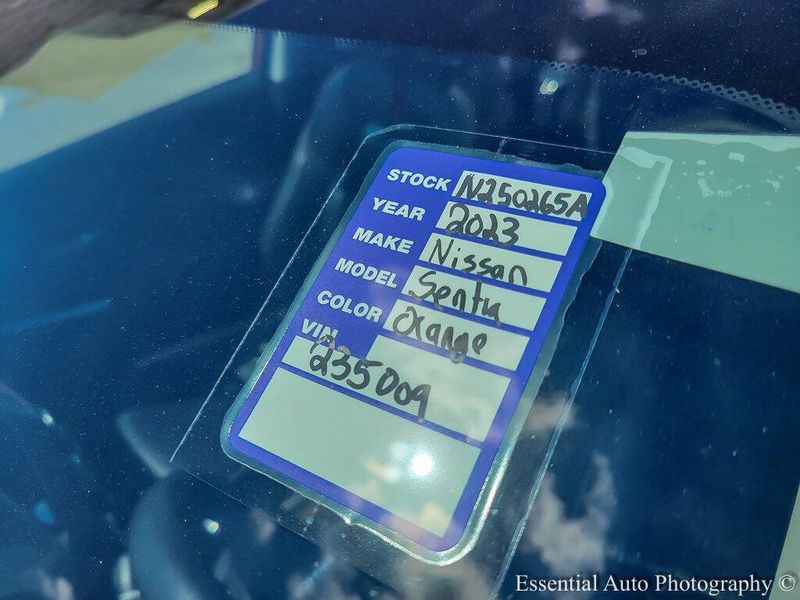 STOCK N250265A
YEAR 2023
MAKE Nissan
MODEL Sentra
COLOR Orange
VIN
235009
Essential Auto Photography ©